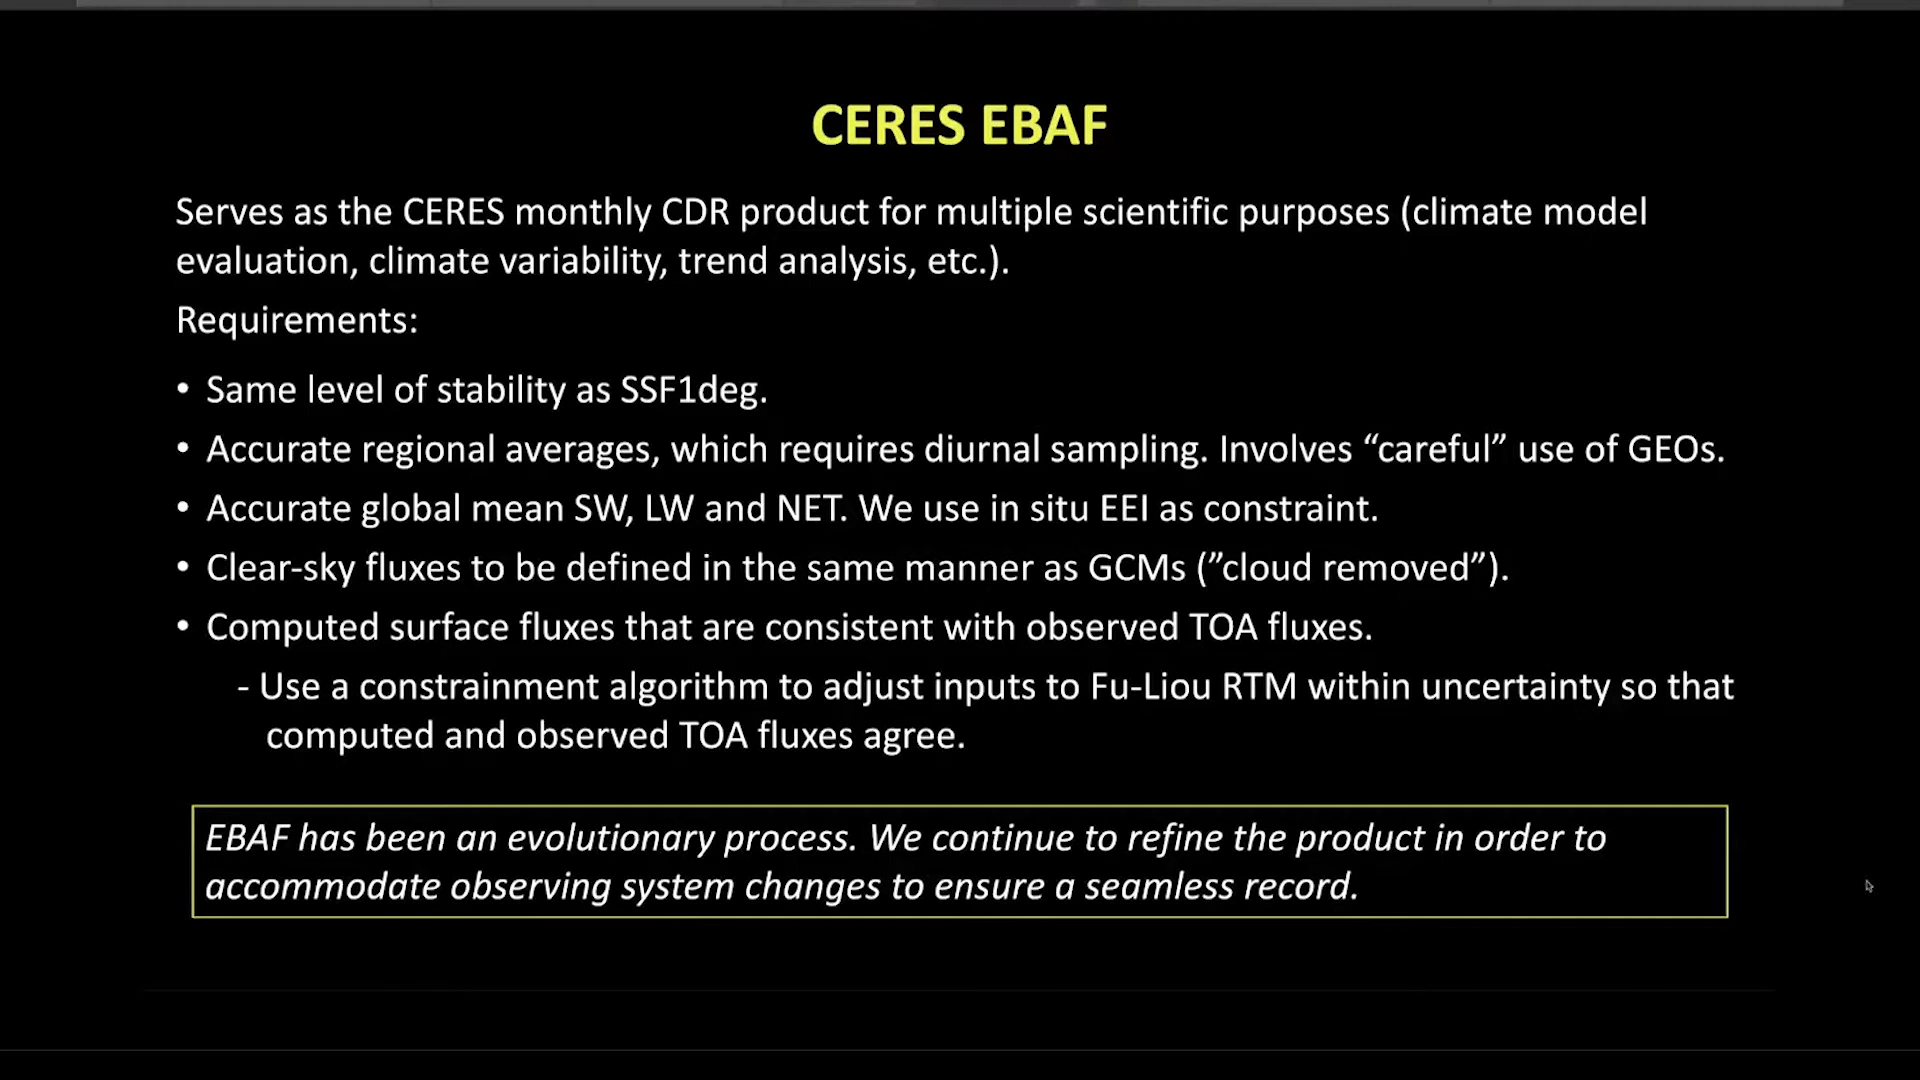 CERES EBAF
Serves as the CERES monthly CDR product for multiple scientific purposes (climate model
evaluation, climate variability, trend analysis, etc.).
Requirements:
• Same level of stability as SSF1deg.
• Accurate regional averages, which requires diurnal sampling. Involves “careful” use of GEOs.
• Accurate global mean SW, LW and NET. We use in situ EEI as constraint.
• Clear-sky fluxes to be defined in the same manner as GCMs (”cloud removed”).
• Computed surface fluxes that are consistent with observed TOA fluxes.
- Use a constrainment algorithm to adjust inputs to Fu-Liou RTM within uncertainty so that
computed and observed TOA fluxes agree.
EBAF has been an evolutionary process. We continue to refine the product in order to
accommodate observing system changes to ensure a seamless record.